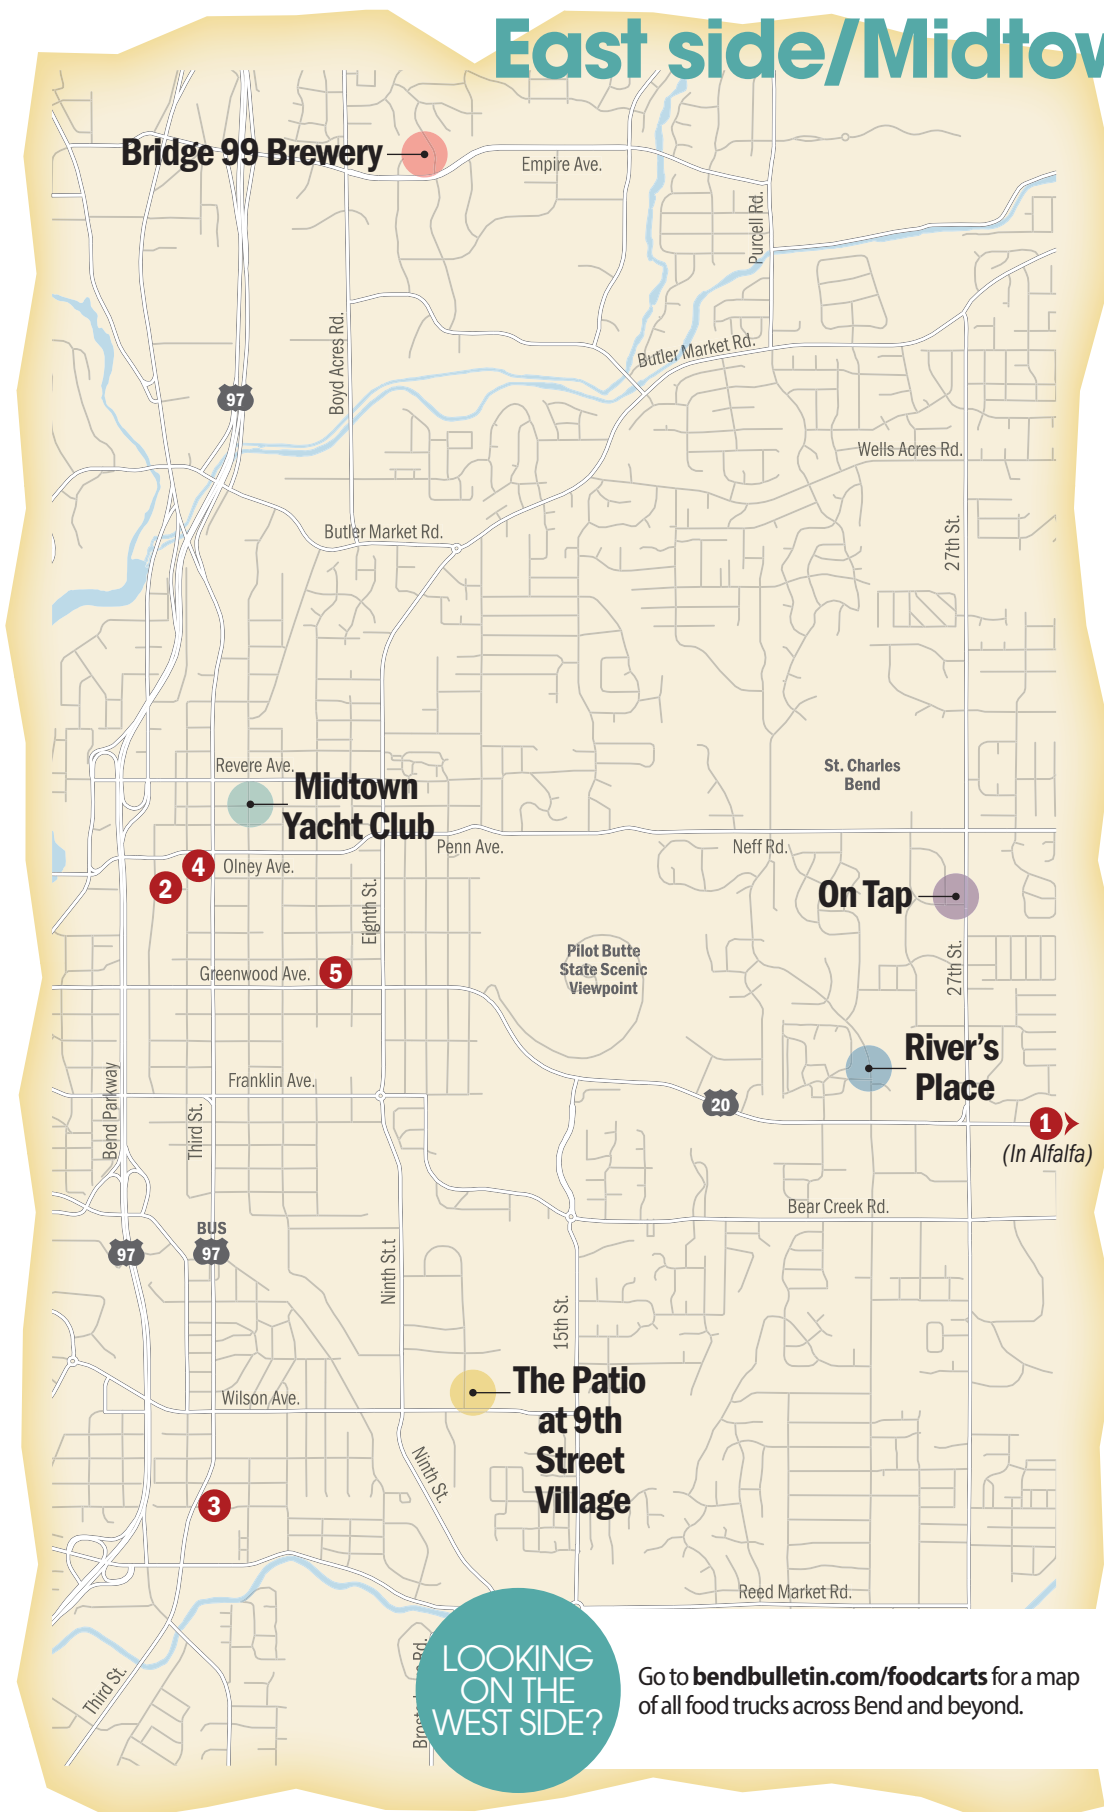 East side/Midtow
Bridge 99 Brewery
Empire Ave.
Purcell Rd.
Boyd Acres Rd.
Butler Market Rd.
97
Wells Acres Rd.
27th St.
Butler Market Rd.
Revere Ave.
Midtown
Yacht Club
St. Charles
Bend
Penn Ave.
Neff Rd.
4
Olney Ave.
2
On Tap
Eighth St.
Pilot Butte
State Scenic
Viewpoint
Greenwood Ave.
5
27th St.
River's
Place
Bend Parkway
Franklin Ave.
Third St.
20
1
(In Alfalfa)
Bear Creek Rd.
BUS
97
97
Ninth St.t
15th St.
The Patio
at 9th
Street
Village
Wilson Ave.
Ninth St.
3
Reed Market Rd.
Third St.
Rd.
LOOKING
ON THE
WEST SIDE?
Go to bendbulletin.com/foodcarts for a map
of all food trucks across Bend and beyond.